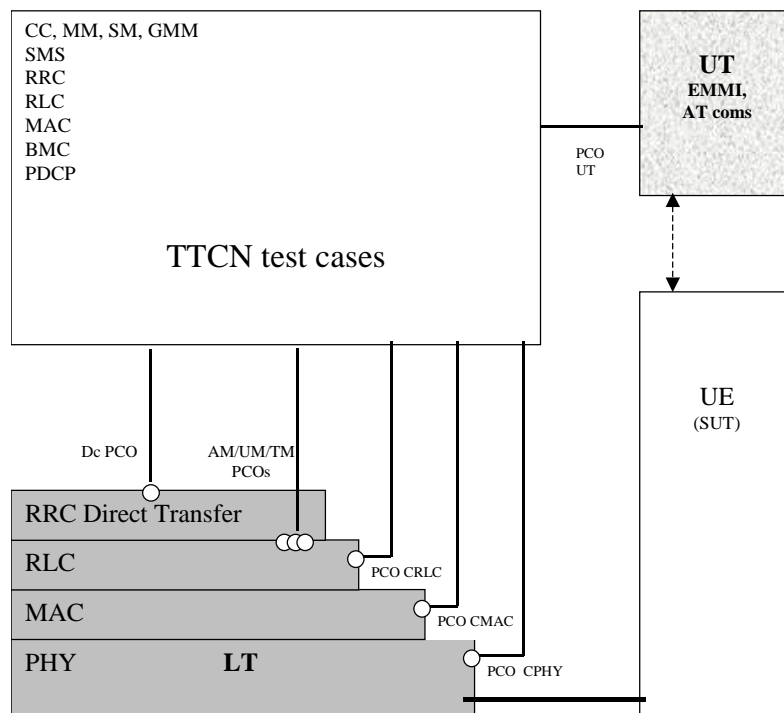 CC, MM, SM, GMM
SMS
RRC
RLC
MAC
BMC
PDCP
TTCN test cases
UT
EMMI,
AT coms
PCO
UT
UE
(SUT)
Dc PCO
AM/UM/TM
PCOs
RRC Direct Transfer
RLC
PCO CRLC
MAC
PCO CMAC
PHY
LT
PCO CPHY